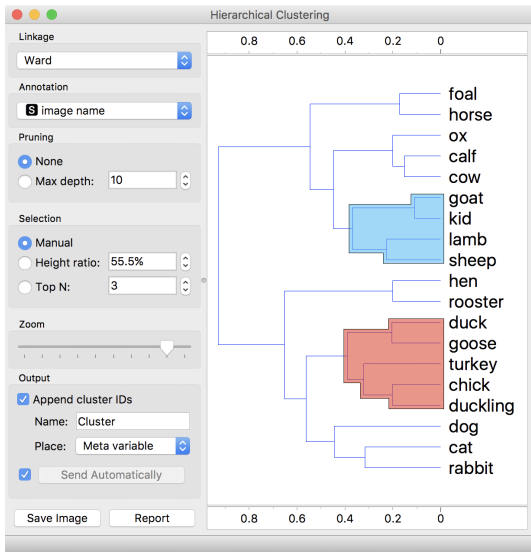 Hierarchical Clustering
Linkage
Ward
Annotation
S image name
Pruning
None
Max depth: 10
Selection
Manual
Height ratio: 55.5%
Top N: 3
Zoom
Output
Append cluster IDs
Name: Cluster
Place: Meta variable
Send Automatically
Save Image Report
0.8 0.6 0.4 0.2 0
foal
horse
ox
calf
cow
goat
kid
lamb
sheep
hen
rooster
duck
goose
turkey
chick
duckling
dog
cat
rabbit
0.8 0.6 0.4 0.2 0